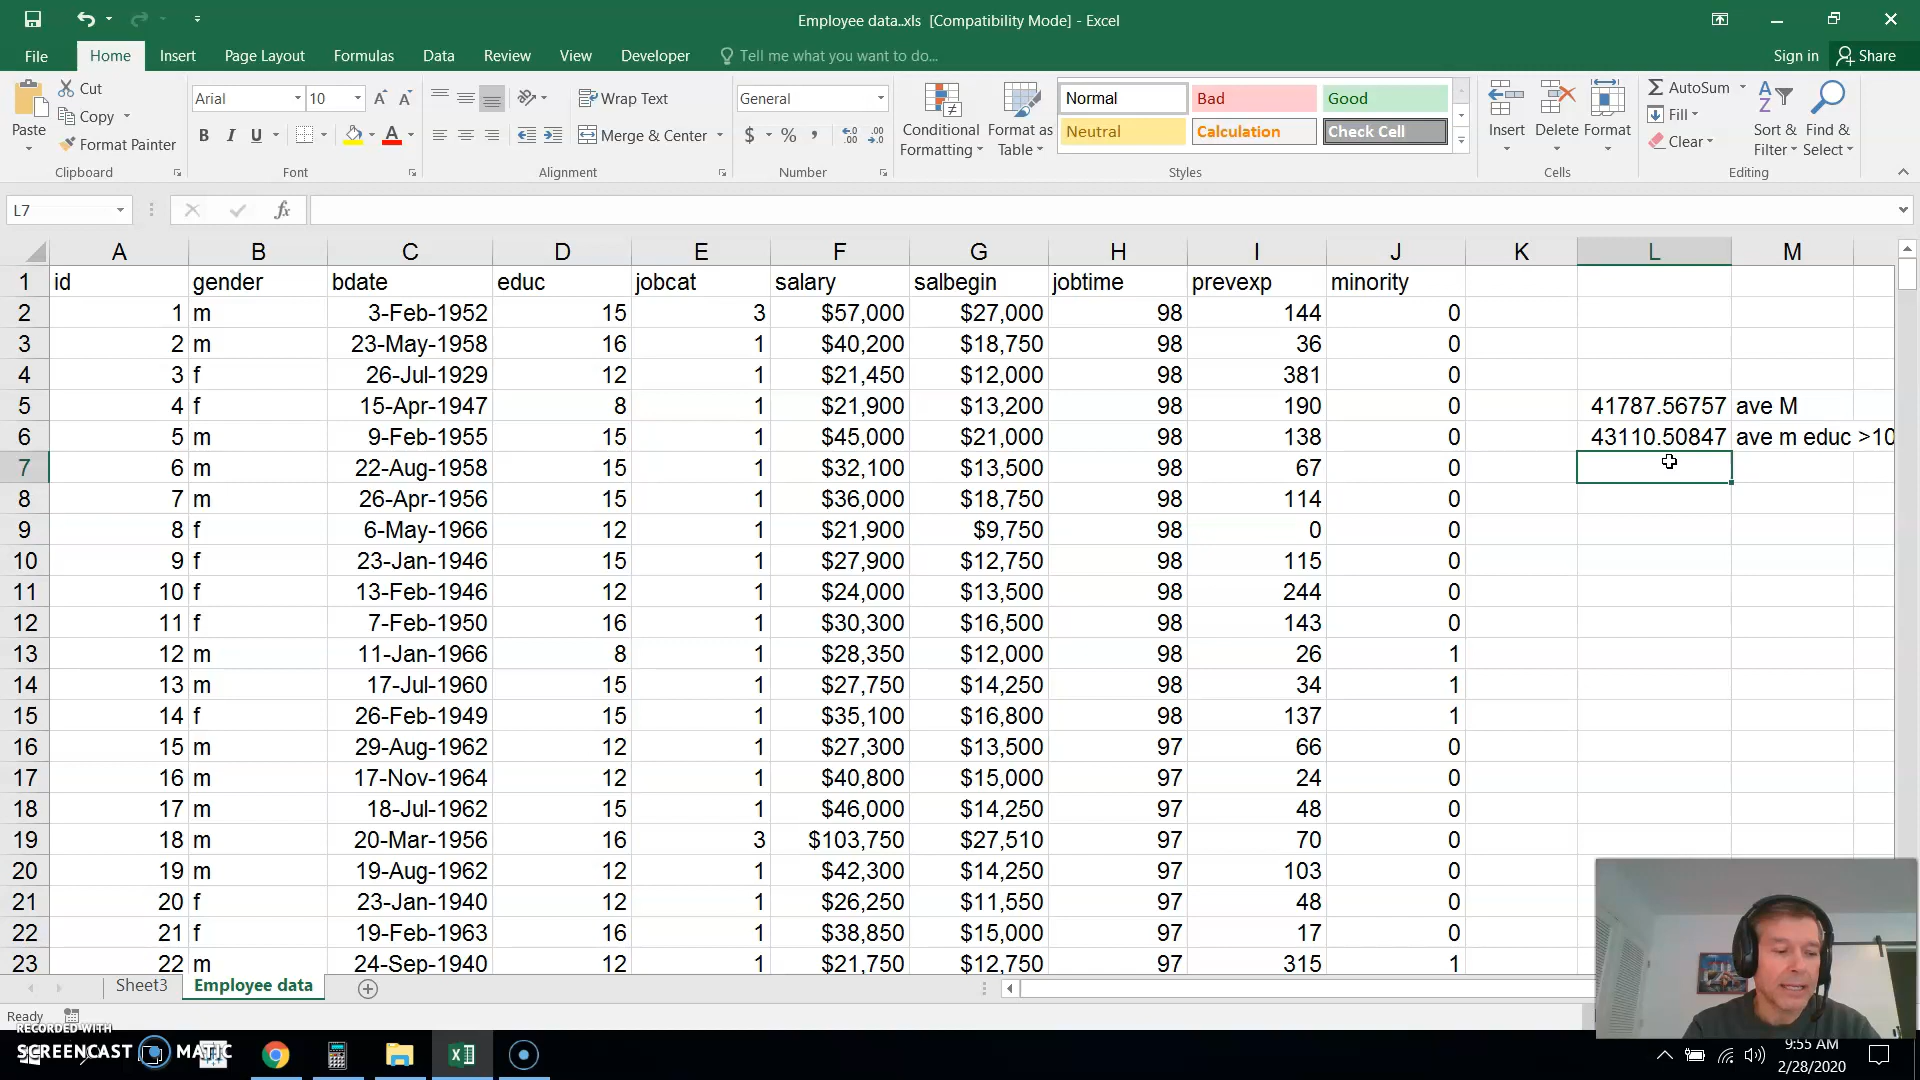 Employee data..xls [Compatibility Mode] - Excel
File Home Insert Page Layout Formulas Data Review View Developer Tell me what you want to do... Sign in Share
Paste Cut Copy Format Painter
Arial 10
B I U A
Wrap Text
Merge & Center
General
$ % ,
Conditional Formatting Format as Table
Normal Bad Good
Neutral Calculation Check Cell
Insert Delete Format
AutoSum Fill Clear
Sort & Filter Find & Select
Clipboard Font Alignment Number Styles Cells Editing
L7 fx
A B C D E F G H I J K L M
1 id gender bdate educ jobcat salary salbegin jobtime prevexp minority
2 1 m 3-Feb-1952 15 3 $57,000 $27,000 98 144 0
3 2 m 23-May-1958 16 1 $40,200 $18,750 98 36 0
4 3 f 26-Jul-1929 12 1 $21,450 $12,000 98 381 0
5 4 f 15-Apr-1947 8 1 $21,900 $13,200 98 190 0 41787.56757 ave M
6 5 m 9-Feb-1955 15 1 $45,000 $21,000 98 138 0 43110.50847 ave m educ >10
7 6 m 22-Aug-1958 15 1 $32,100 $13,500 98 67 0
8 7 m 26-Apr-1956 15 1 $36,000 $18,750 98 114 0
9 8 f 6-May-1966 12 1 $21,900 $9,750 98 0 0
10 9 f 23-Jan-1946 15 1 $27,900 $12,750 98 115 0
11 10 f 13-Feb-1946 12 1 $24,000 $13,500 98 244 0
12 11 f 7-Feb-1950 16 1 $30,300 $16,500 98 143 0
13 12 m 11-Jan-1966 8 1 $28,350 $12,000 98 26 1
14 13 m 17-Jul-1960 15 1 $27,750 $14,250 98 34 1
15 14 f 26-Feb-1949 15 1 $35,100 $16,800 98 137 1
16 15 m 29-Aug-1962 12 1 $27,300 $13,500 97 66 0
17 16 m 17-Nov-1964 12 1 $40,800 $15,000 97 24 0
18 17 m 18-Jul-1962 15 1 $46,000 $14,250 97 48 0
19 18 m 20-Mar-1956 16 3 $103,750 $27,510 97 70 0
20 19 m 19-Aug-1962 12 1 $42,300 $14,250 97 103 0
21 20 f 23-Jan-1940 12 1 $26,250 $11,550 97 48 0
22 21 f 19-Feb-1963 16 1 $38,850 $15,000 97 17 0
23 22 m 24-Sep-1940 12 1 $21,750 $12,750 97 315 1
Sheet3 Employee data
Ready
RECORDED WITH
SCREENCAST MATIC
9:55 AM
2/28/2020